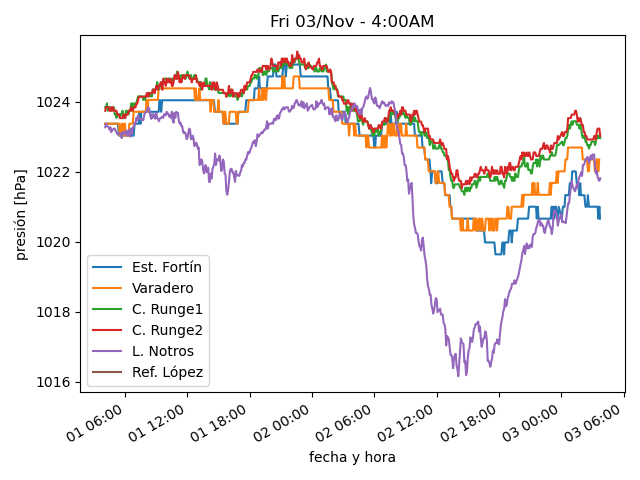 Fri 03/Nov - 4:00AM
presión [hPa]
1024
1022
1020
1018
1016
Est. Fortín
Varadero
C. Runge1
C. Runge2
L. Notros
Ref. López
01 06:00
01 12:00
01 18:00
02 00:00
02 06:00
02 12:00
02 18:00
03 00:00
03 06:00
fecha y hora